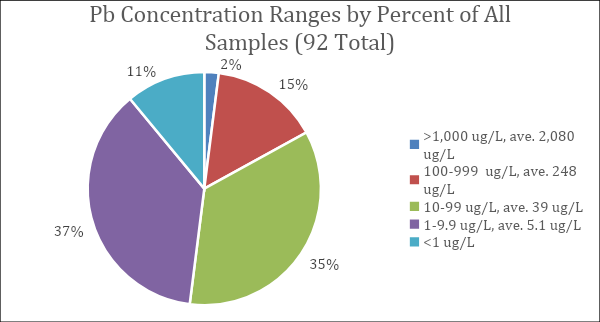 Pb Concentration Ranges by Percent of All
Samples (92 Total)
2%
11%
15%
>1,000 ug/L, ave. 2,080
ug/L
100-999  ug/L, ave. 248
ug/L
10-99 ug/L, ave. 39 ug/L
1-9.9 ug/L, ave. 5.1 ug/L
<1 ug/L
37%
35%